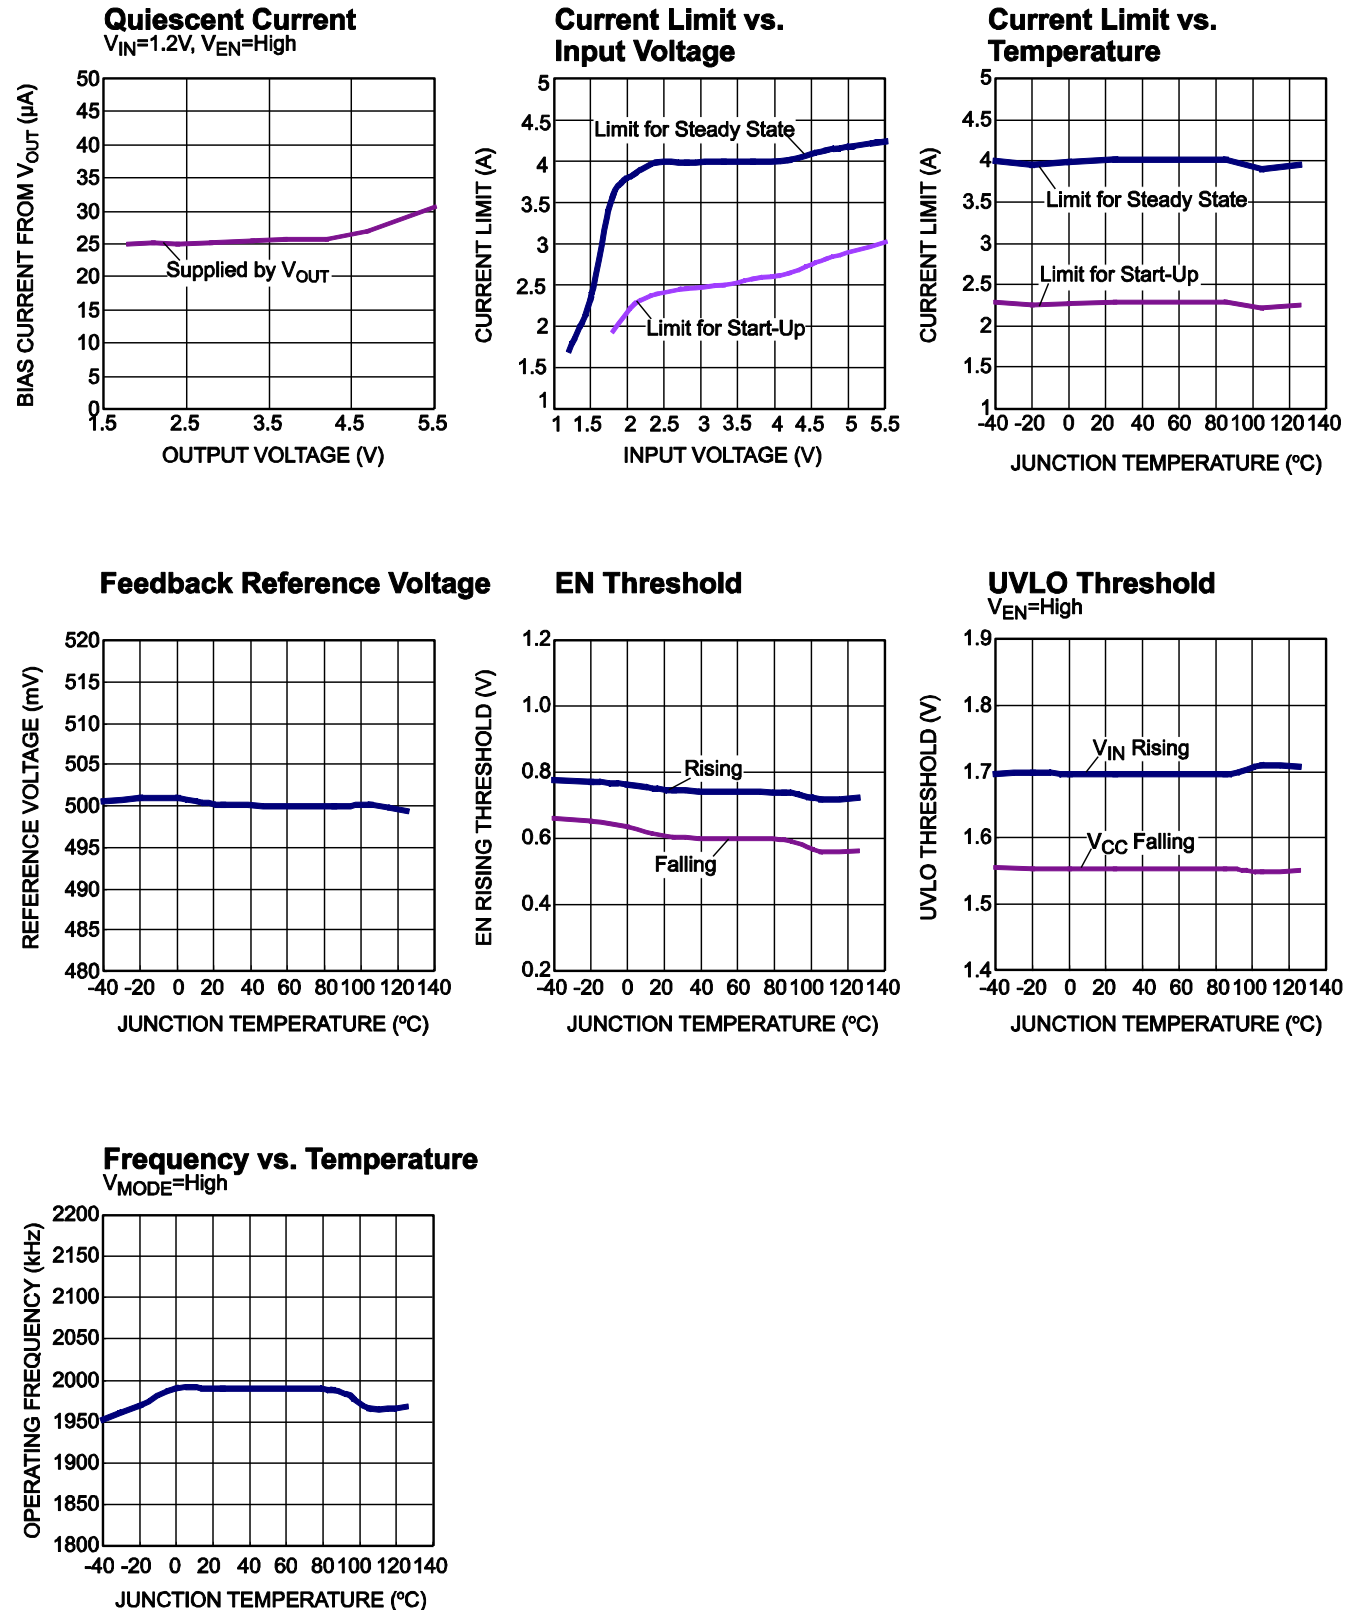 Quiescent Current
VIN=1.2V, VEN=High
BIAS CURRENT FROM VOUT (µA)
50
45
40
35
30
25
20
15
10
5
0
Supplied by VOUT
1.5 2.5 3.5 4.5 5.5
OUTPUT VOLTAGE (V)
Current Limit vs.
Input Voltage
CURRENT LIMIT (A)
5
4.5
4
3.5
3
2.5
2
1.5
1
Limit for Steady State
Limit for Start-Up
1 1.5 2 2.5 3 3.5 4 4.5 5 5.5
INPUT VOLTAGE (V)
Current Limit vs.
Temperature
CURRENT LIMIT (A)
5
4.5
4
3.5
3
2.5
2
1.5
1
Limit for Steady State
Limit for Start-Up
-40 -20 0 20 40 60 80 100 120 140
JUNCTION TEMPERATURE (ºC)
Feedback Reference Voltage
REFERENCE VOLTAGE (mV)
520
515
510
505
500
495
490
485
480
-40 -20 0 20 40 60 80 100 120 140
JUNCTION TEMPERATURE (ºC)
EN Threshold
EN RISING THRESHOLD (V)
1.2
1.0
0.8
0.6
0.4
0.2
Rising
Falling
-40 -20 0 20 40 60 80 100 120 140
JUNCTION TEMPERATURE (ºC)
UVLO Threshold
VEN=High
UVLO THRESHOLD (V)
1.9
1.8
1.7
1.6
1.5
1.4
VIN Rising
VCC Falling
-40 -20 0 20 40 60 80 100 120 140
JUNCTION TEMPERATURE (ºC)
Frequency vs. Temperature
VMODE=High
OPERATING FREQUENCY (kHz)
2200
2150
2100
2050
2000
1950
1900
1850
1800
-40 -20 0 20 40 60 80 100 120 140
JUNCTION TEMPERATURE (ºC)